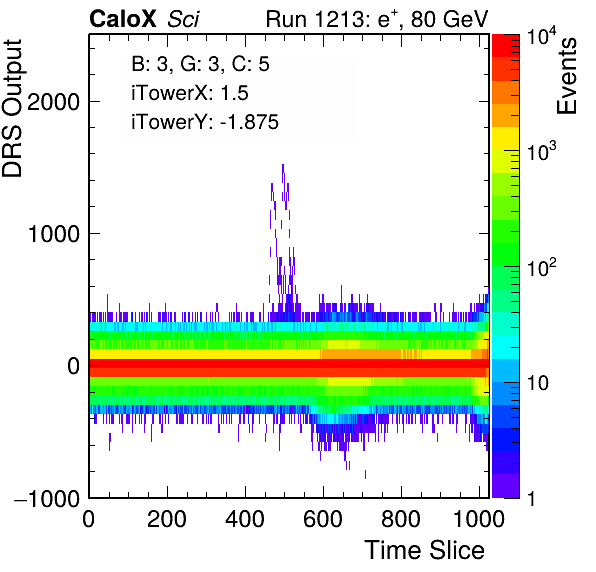 CaloX Sci
Run 1213: e+, 80 GeV
B: 3, G: 3, C: 5
iTowerX: 1.5
iTowerY: -1.875
DRS Output
2000
1000
0
−1000
0 200 400 600 800 1000
Time Slice
Events
10^4
10^3
10^2
10
1